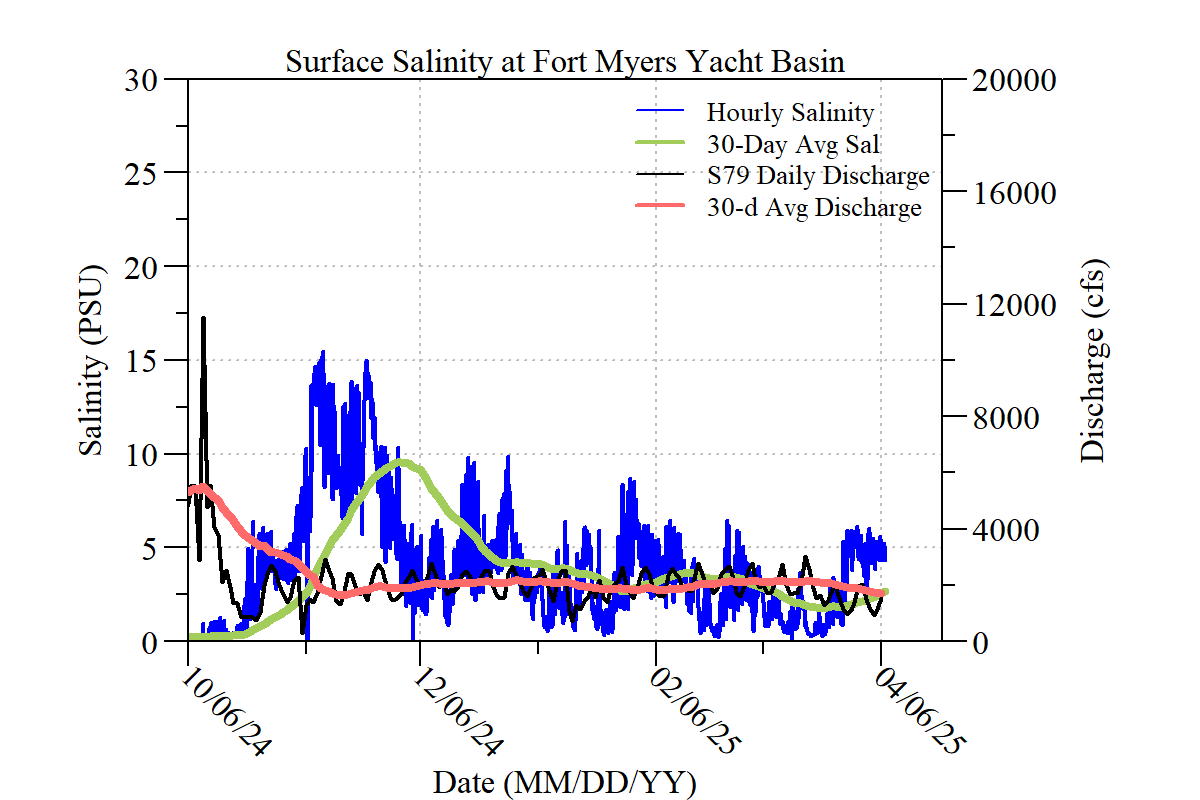 Surface Salinity at Fort Myers Yacht Basin
30
25
20
15
10
5
0
Salinity (PSU)
Hourly Salinity
30-Day Avg Sal
S79 Daily Discharge
30-d Avg Discharge
20000
16000
12000
8000
4000
0
Discharge (cfs)
10/06/24
12/06/24
02/06/25
04/06/25
Date (MM/DD/YY)